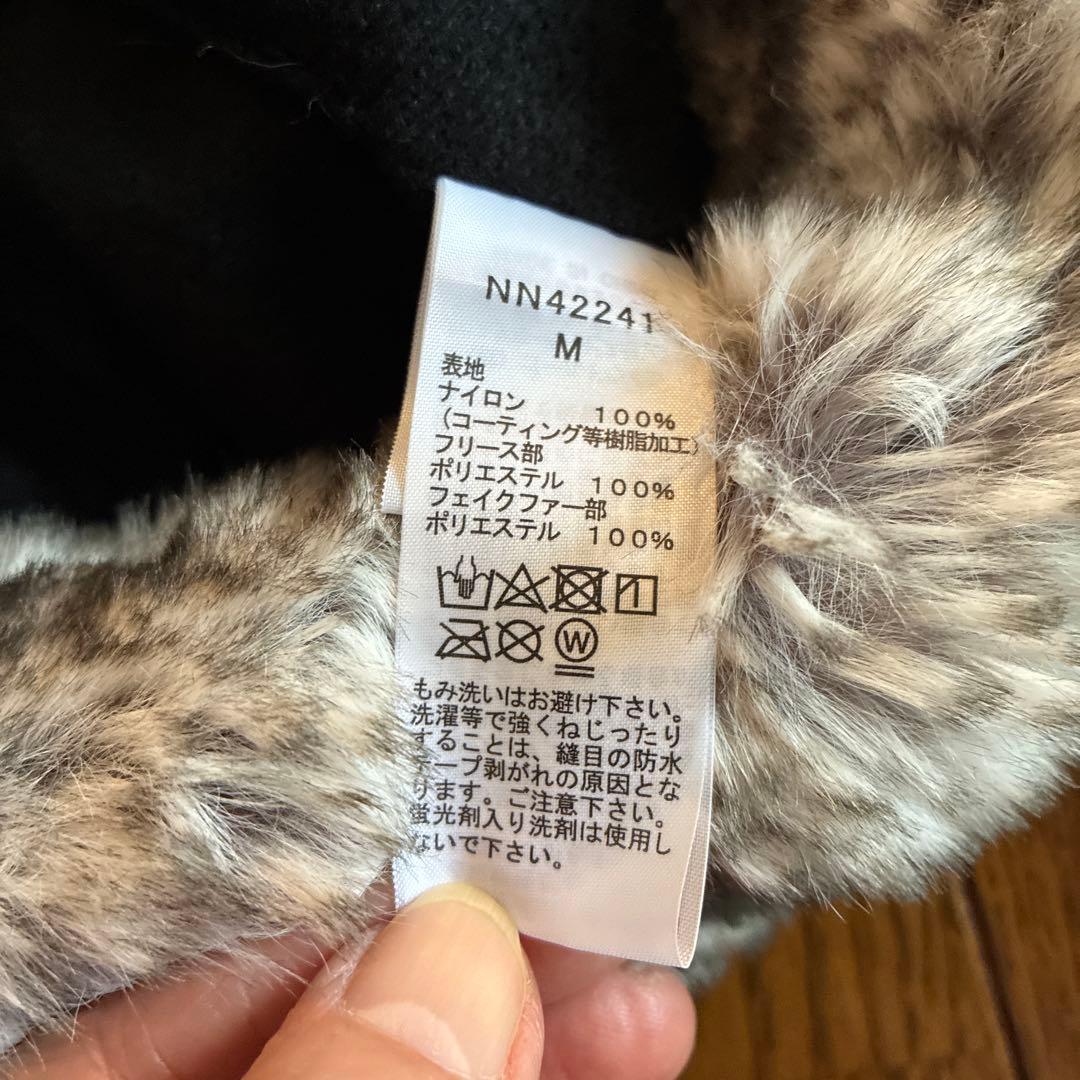 NN42241
M
表地
ナイロン 100%
(コーティング等樹脂加工)
フリース部
ポリエステル 100%
フェイクファー部
ポリエステル 100%
W
もみ洗いはお避け下さい。
洗濯等で強くねじったり
することは、縫目の防水
テープ剥がれの原因とな
ります。ご注意下さい。
蛍光剤入り洗剤は使用し
ないで下さい。